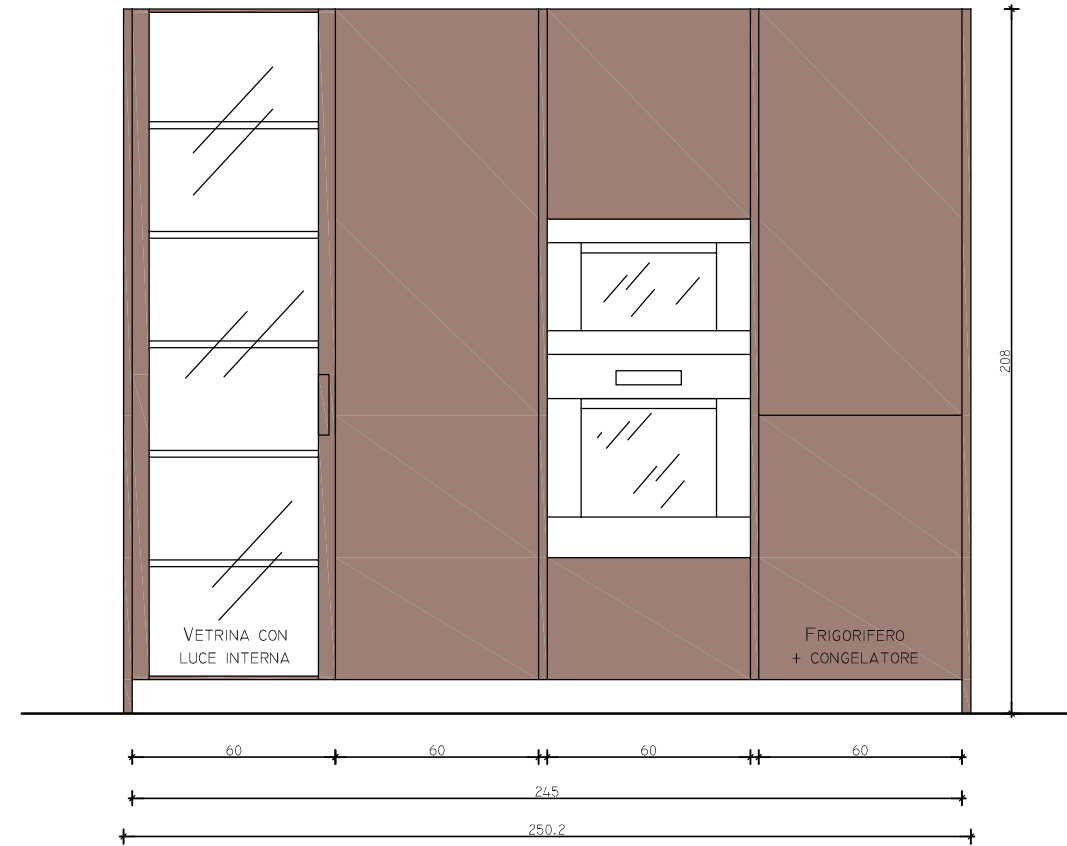 208
Vetrina con
luce interna
Frigorifero
+ congelatore
60 60 60 60
245
250.2